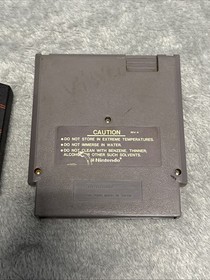 CAUTION
•DO NOT STORE IN EXTREME TEMPERATURES.
•DO NOT IMMERSE IN WATER.
•DO NOT CLEAN WITH BENZENE, THINNER,
ALCOHOL OTHER SUCH SOLVENTS.
Nintendo